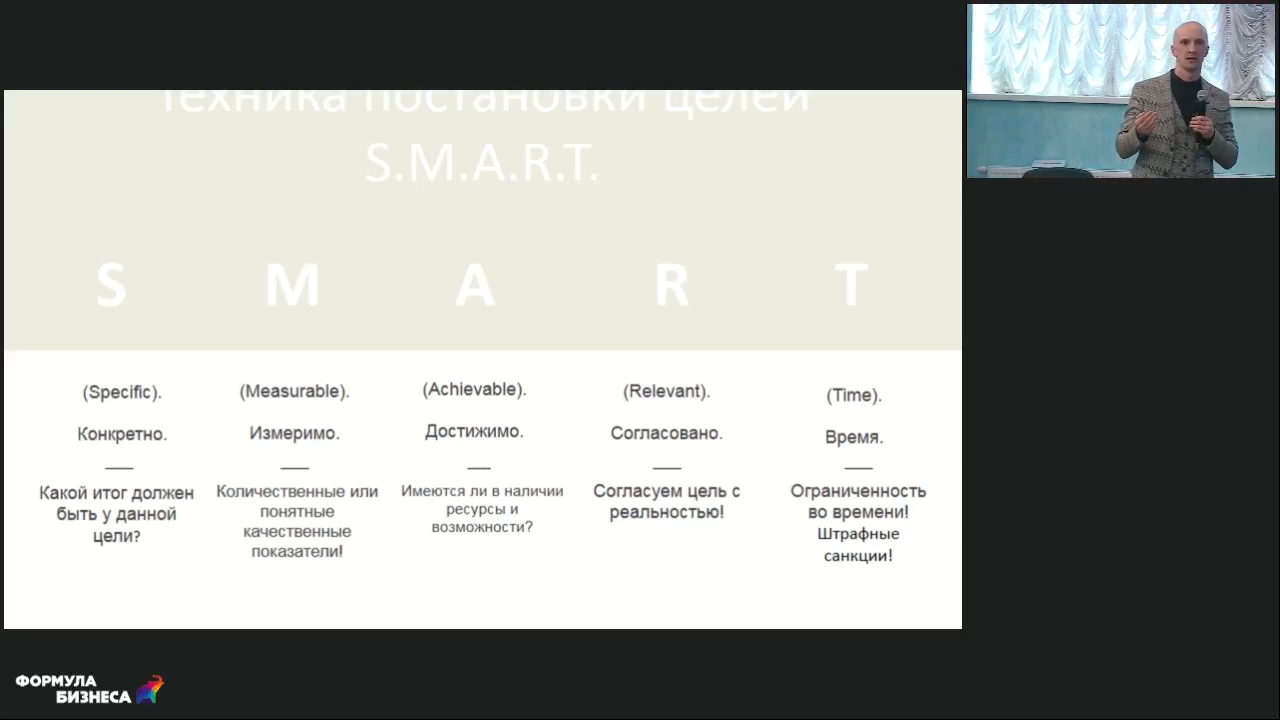 Техника постановки целей
S.M.A.R.T.
S M A R T
(Specific).
Конкретно.
Какой итог должен
быть у данной
цели?
(Measurable).
Измеримо.
Количественные или
понятные
качественные
показатели!
(Achievable).
Достижимо.
Имеются ли в наличии
ресурсы и
возможности?
(Relevant).
Согласовано.
Согласуем цель с
реальностью!
(Time).
Время.
Ограниченность
во времени!
Штрафные
санкции!
ФОРМУЛА
БИЗНЕСА